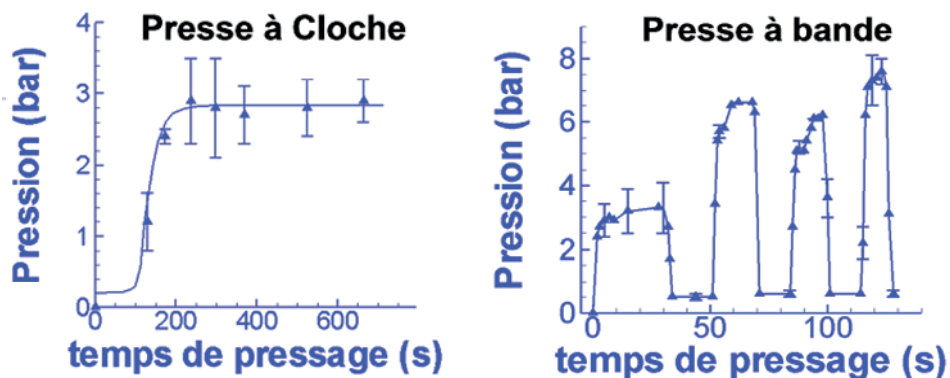 Presse à Cloche
Pression (bar)
4
3
2
1
0
0
200
400
600
temps de pressage (s)
Presse à bande
Pression (bar)
8
6
4
2
0
0
50
100
temps de pressage (s)